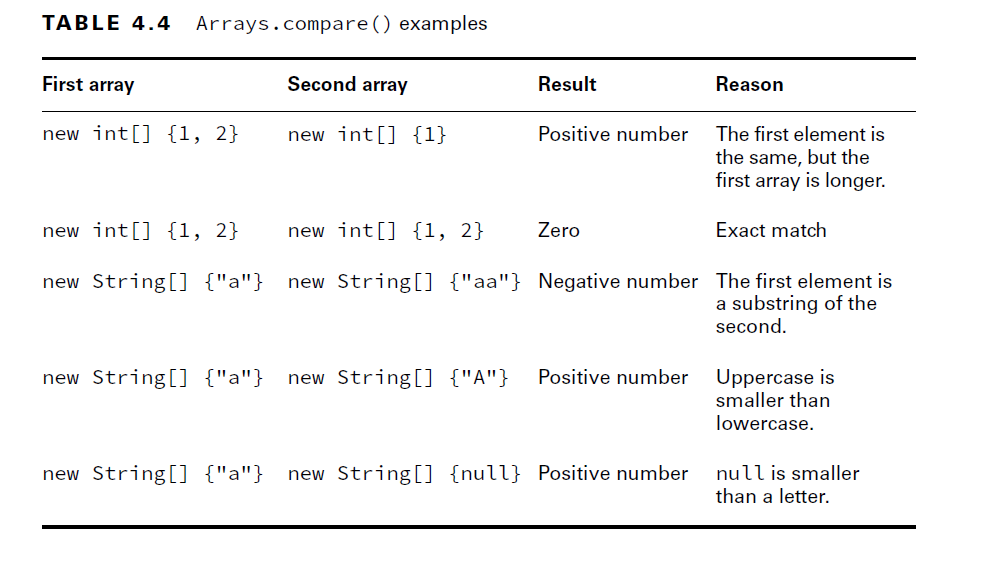 TABLE 4.4 Arrays.compare() examples
First array Second array Result Reason
new int[] {1, 2} new int[] {1} Positive number The first element is
the same, but the
first array is longer.
new int[] {1, 2} new int[] {1, 2} Zero Exact match
new String[] {"a"} new String[] {"aa"} Negative number The first element is
a substring of the
second.
new String[] {"a"} new String[] {"A"} Positive number Uppercase is
smaller than
lowercase.
new String[] {"a"} new String[] {null} Positive number null is smaller
than a letter.